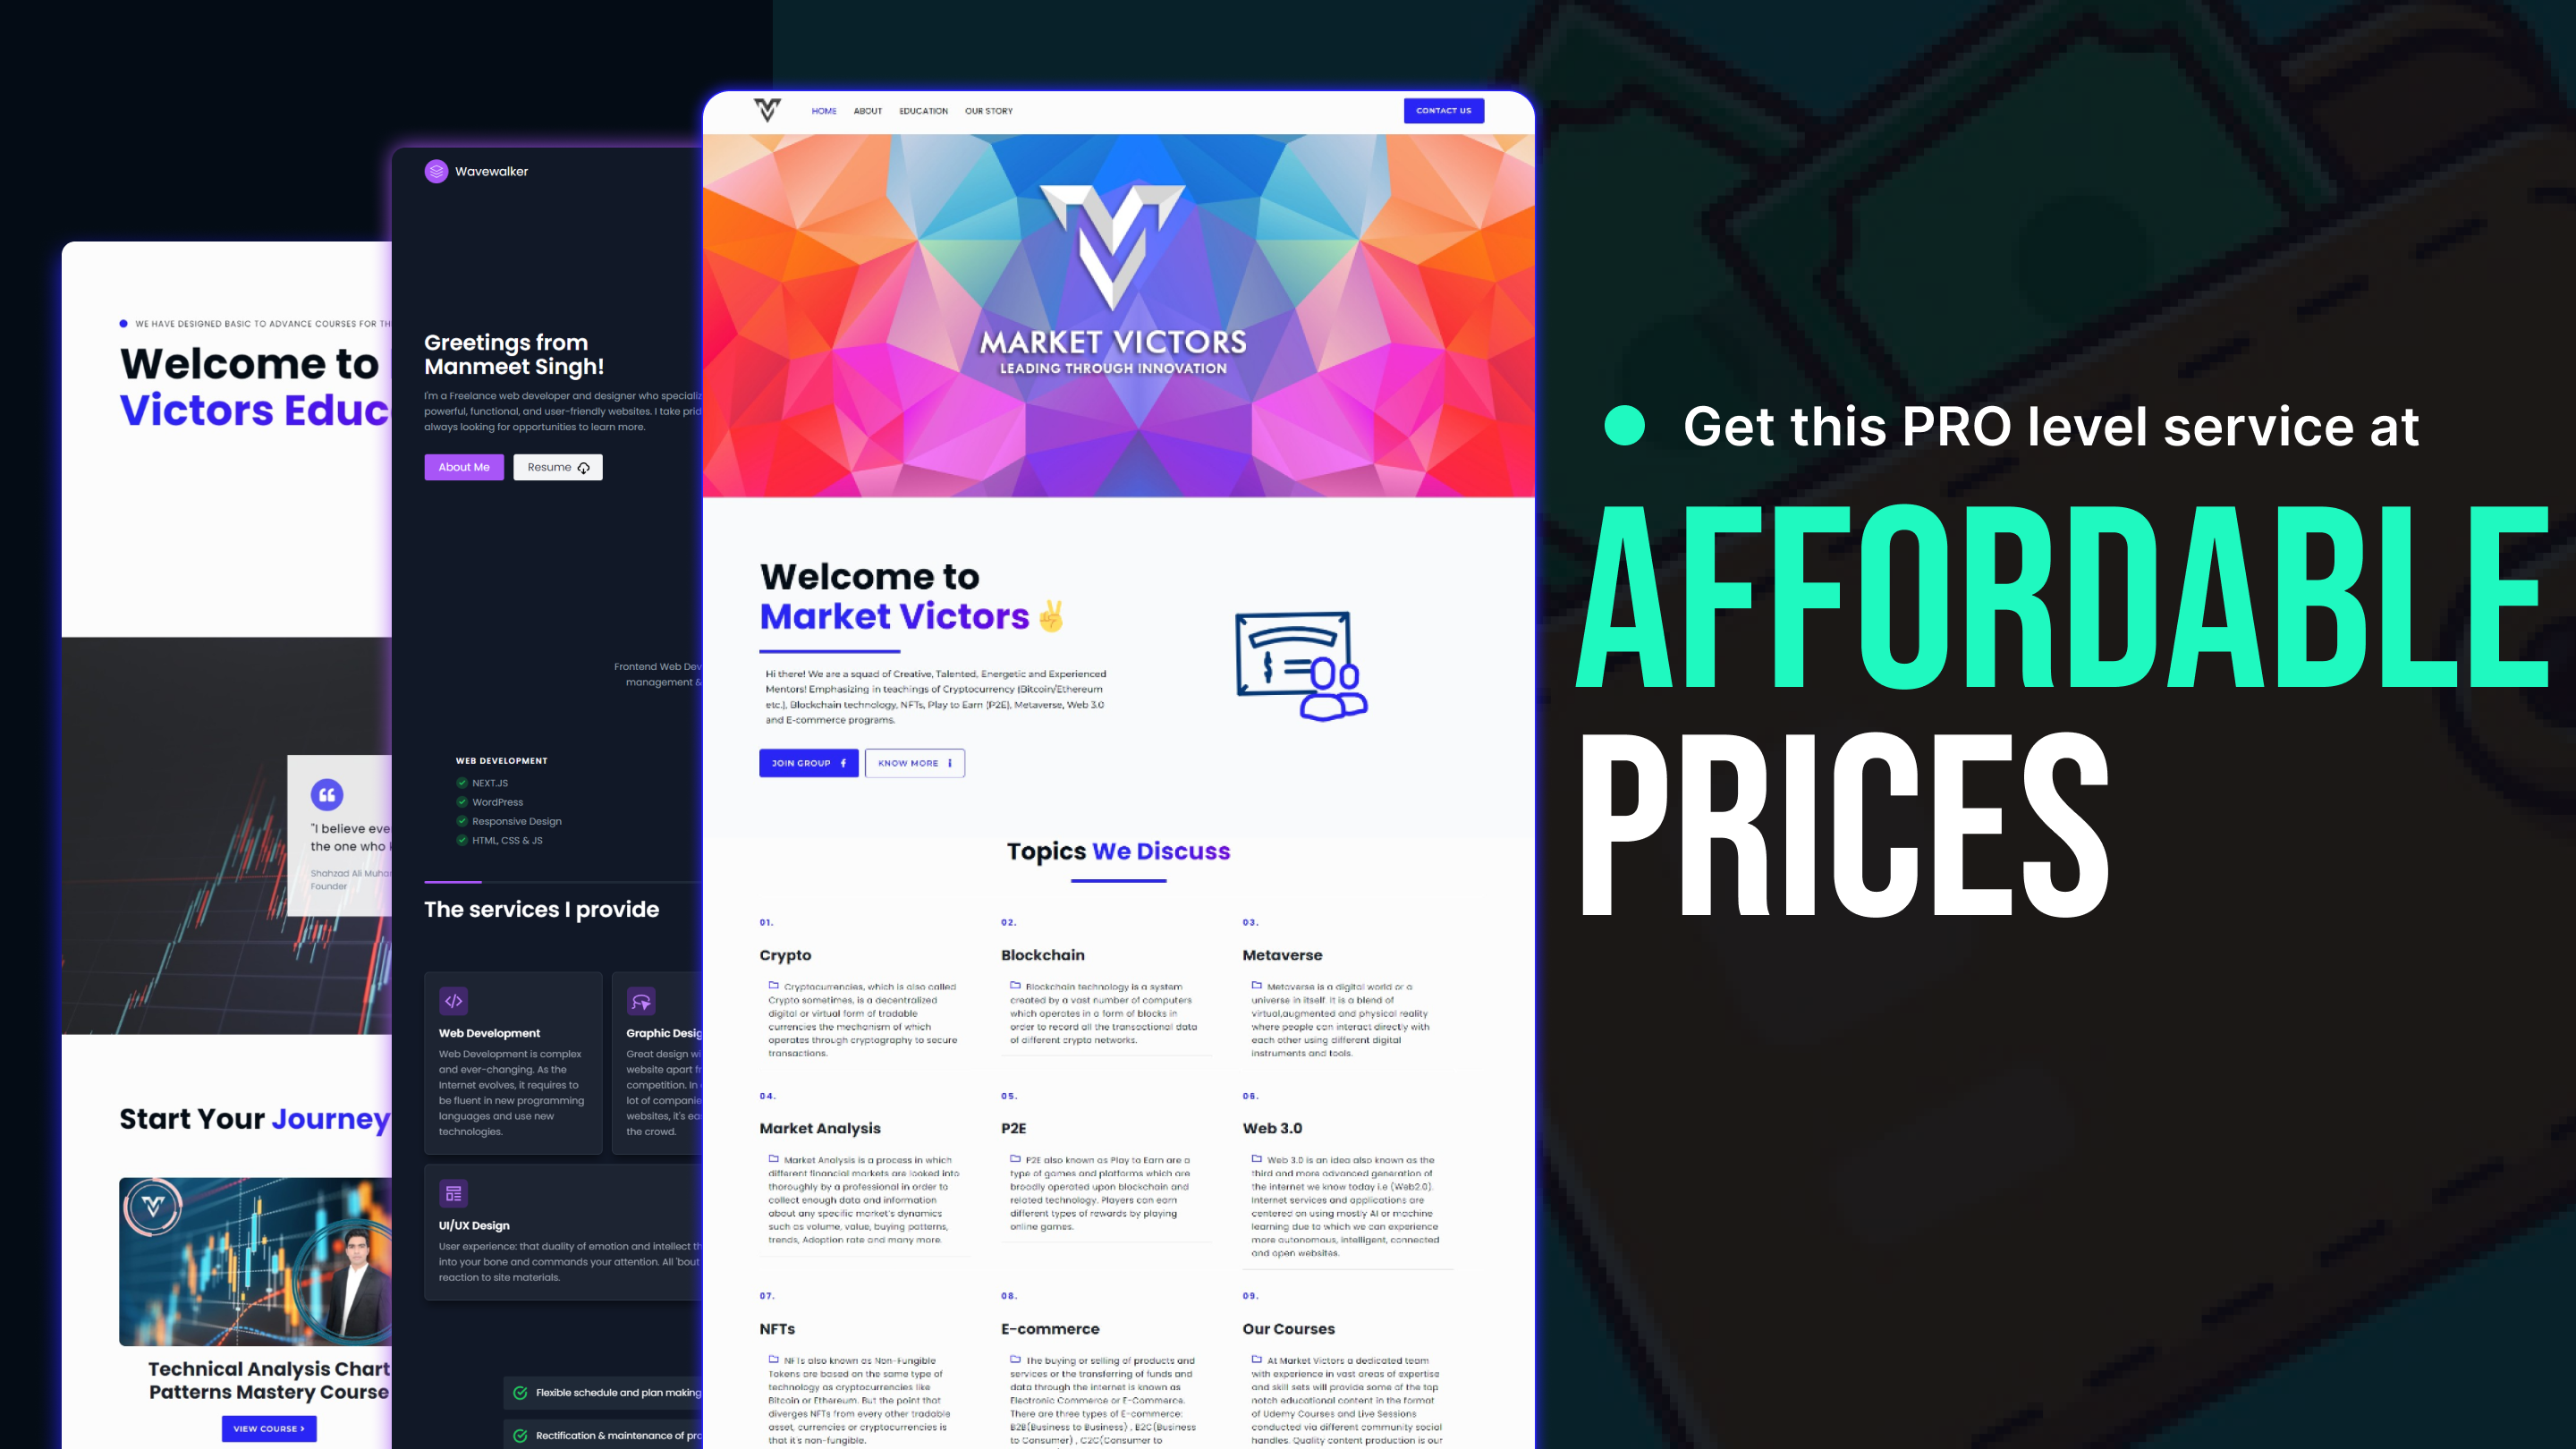 WE HAVE DESIGNED BASIC TO ADVANCE COURSES FOR
Welcome to
Victors
"I believe
the one who
Shahzad Ali
Founder
Start Your Journey
Technical Analysis Chart
Patterns Mastery Course
VIEW COURSE >
Wavewalker
Greetings from
Manmeet Singh!
I'm a Freelance web developer and designer who
powerful, functional, and user-friendly websites. I take
always looking for opportunities to learn more.
About Me
Resume
Frontend Web
management &
WEB DEVELOPMENT
NEXT.JS
WordPress
Responsive Design
HTML, CSS & JS
The services I provide
Web Development
Web Development is complex
and ever-changing. As the
Internet evolves, it requires to
be fluent in new programming
languages and use new
technologies.
Graphic
Great design
website apart
competition. In
lot of
websites, it's
the crowd.
UI/UX Design
User experience: that duality of emotion and intellect
into your bone and commands your attention. All 'bout
reaction to site materials.
Flexible schedule and plan making
Rectification & maintenance of
HOME ABOUT EDUCATION OUR STORY
CONTACT US
MARKET VICTORS
LEADING THROUGH INNOVATION
Welcome to
Market Victors
Hi there! We are a squad of Creative, Talented, Energetic and Experienced
Mentors! Emphasizing in teachings of Cryptocurrency (Bitcoin/Ethereum
etc.), Blockchain technology, NFTs, Play to Earn (P2E), Metaverse, Web 3.0
and E-commerce programs.
JOIN GROUP
KNOW MORE
Topics We Discuss
01.
Crypto
Cryptocurrencies, which is also called
Crypto sometimes, is a decentralized
digital or virtual form of tradable
currencies the mechanism of which
operates through cryptography to secure
transactions.
02.
Blockchain
Blockchain technology is a system
created by a vast number of computers
which operates in a form of blocks in
order to record all the transactional data
of different crypto networks.
03.
Metaverse
Metaverse is a digital world or a
universe in itself. It is a blend of
virtual,augmented and physical reality
where people can interact directly with
each other using different digital
instruments and tools.
04.
Market Analysis
Market Analysis is a process in which
different financial markets are looked into
thoroughly by a professional in order to
collect enough data and information
about any specific market's dynamics
such as volume, value, buying patterns,
trends, Adoption rate and many more.
05.
P2E
P2E also known as Play to Earn are a
type of games and platforms which are
broadly operated upon blockchain and
related technology. Players can earn
different types of rewards by playing
online games.
06.
Web 3.0
Web 3.0 is an idea also known as the
third and more advanced generation of
the internet we know today i.e (Web2.0).
Internet services and applications are
centered on using mostly AI or machine
learning due to which we can experience
more autonomous, intelligent, connected
and open websites.
07.
NFTs
NFTs also known as Non-Fungible
Tokens are based on the same type of
technology as cryptocurrencies like
Bitcoin or Ethereum. But the point that
diverges NFTs from every other tradable
asset, currencies or cryptocurrencies is
that it's non-fungible.
08.
E-commerce
The buying or selling of products and
services or the transferring of funds and
data through the internet is known as
Electronic Commerce or E-Commerce.
There are three types of E-commerce:
B2B(Business to Business) , B2C(Business
to Consumer) , C2C(Consumer to
09.
Our Courses
At Market Victors a dedicated team
with experience in vast areas of expertise
and skill sets will provide some of the top
notch educational content in the format
of Udemy Courses and Live Sessions
conducted via different community social
handles. Quality content production is our
Get this PRO level service at
AFFORDABLE
PRICES